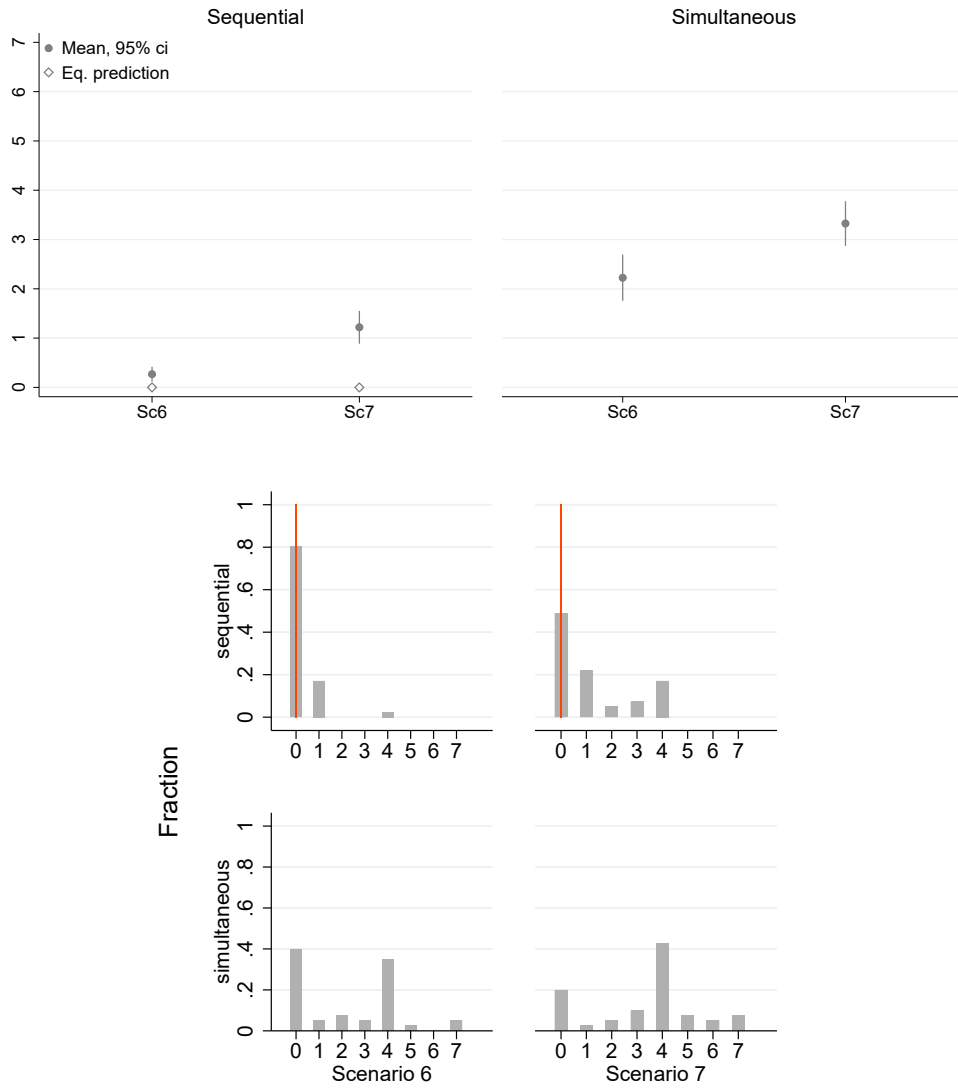 Sequential Simultaneous
7
Mean, 95% ci
Eq. prediction
6
5
4
3
2
1
0
Sc6 Sc7 Sc6 Sc7
Fraction
sequential
1
.8
.6
.4
.2
0
0 1 2 3 4 5 6 7 0 1 2 3 4 5 6 7
simultaneous
1
.8
.6
.4
.2
0
0 1 2 3 4 5 6 7 0 1 2 3 4 5 6 7
Scenario 6 Scenario 7